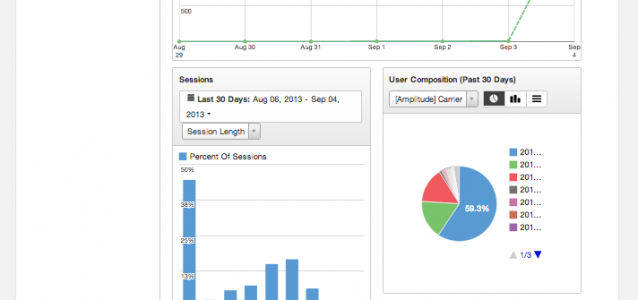 500
Aug 29
Aug 30
Aug 31
Sep 1
Sep 2
Sep 3
Sep 4
Sessions
Last 30 Days: Aug 06, 2013 - Sep 04,
2013
Session Length
Percent Of Sessions
50%
38%
25%
13%
User Composition (Past 30 Days)
[Amplitude] Carrier
59.3%
201...
201...
201...
201...
201...
201...
201...
1/3